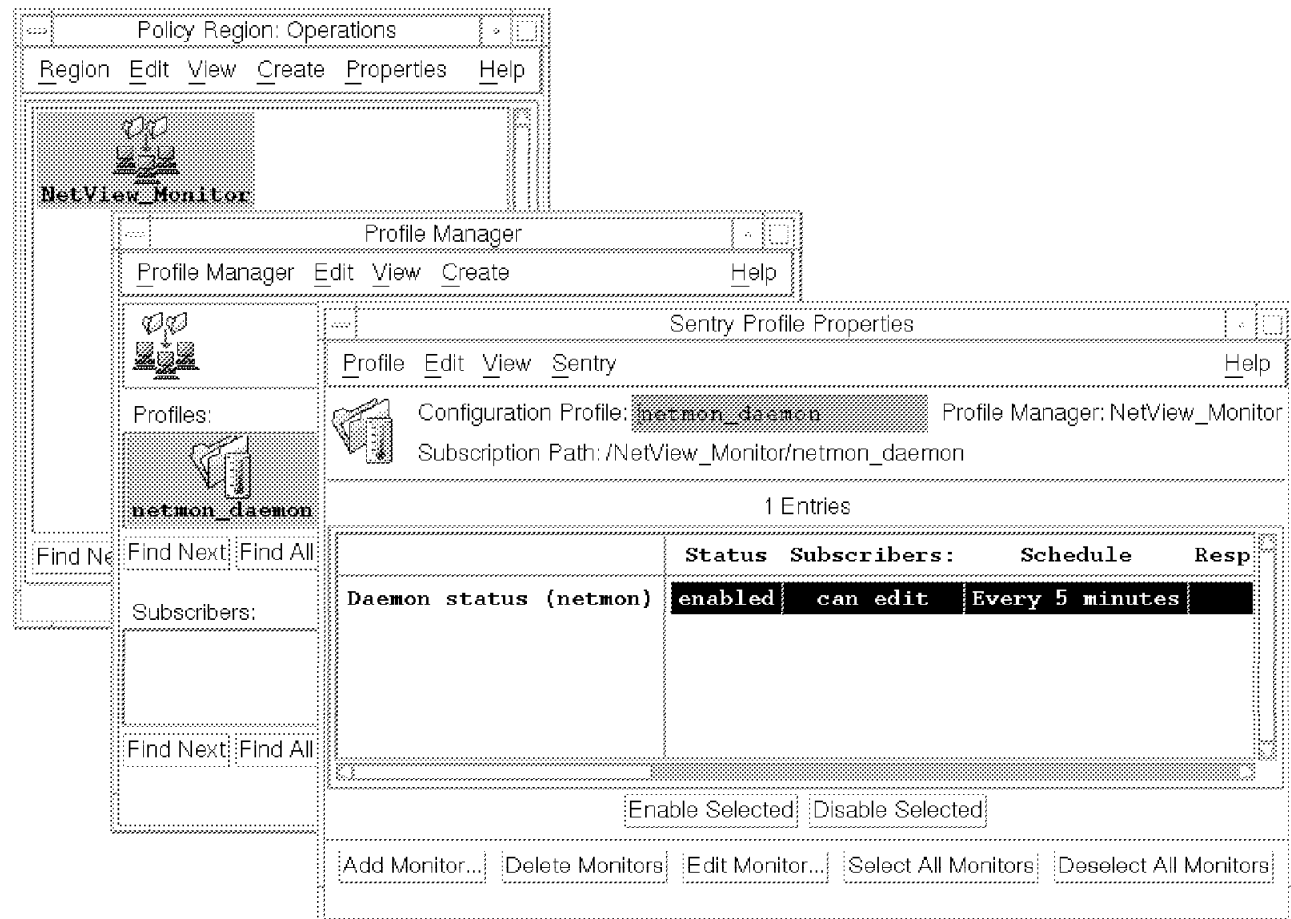 Policy Region: Operations
Region Edit View Create Properties Help
NetView_Monitor
Find Ne
Profile Manager
Profile Manager Edit View Create Help
Profiles:
netmon_daemon
Find Next Find All
Subscribers:
Find Next Find All
Sentry Profile Properties
Profile Edit View Sentry Help
Configuration Profile: netmon_daemon Profile Manager: NetView_Monitor
Subscription Path: /NetView_Monitor/netmon_daemon
1 Entries
Status Subscribers: Schedule Resp
Daemon status (netmon) enabled can edit Every 5 minutes
Enable Selected Disable Selected
Add Monitor... Delete Monitors Edit Monitor... Select All Monitors Deselect All Monitors